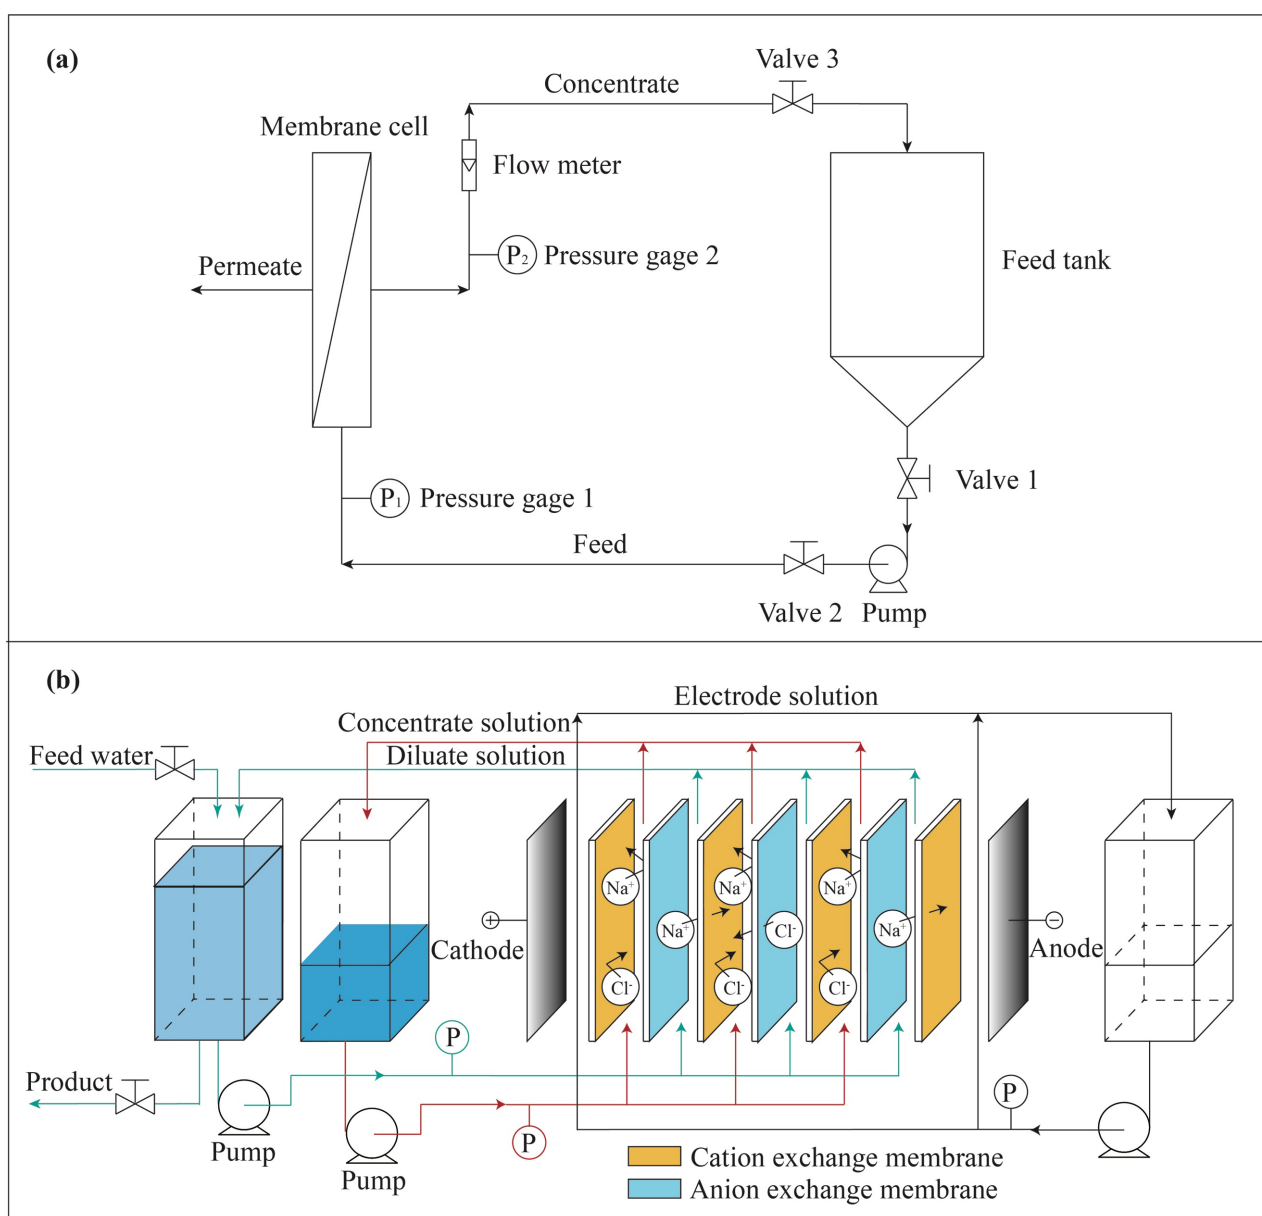 (a)
Valve 3
Concentrate
Membrane cell
Flow meter
P₂ Pressure gage 2
Permeate
Feed tank
Valve 1
P₁ Pressure gage 1
Feed
Valve 2 Pump
(b)
Electrode solution
Concentrate solution
Feed water
Diluate solution
Na⁺ Na⁺ Na⁺
+ Cathode
Na⁺ Cl⁻ Na⁺
− Anode
Cl⁻ Cl⁻ Cl⁻
P
Product
P
P
Pump
Pump
Cation exchange membrane
Anion exchange membrane